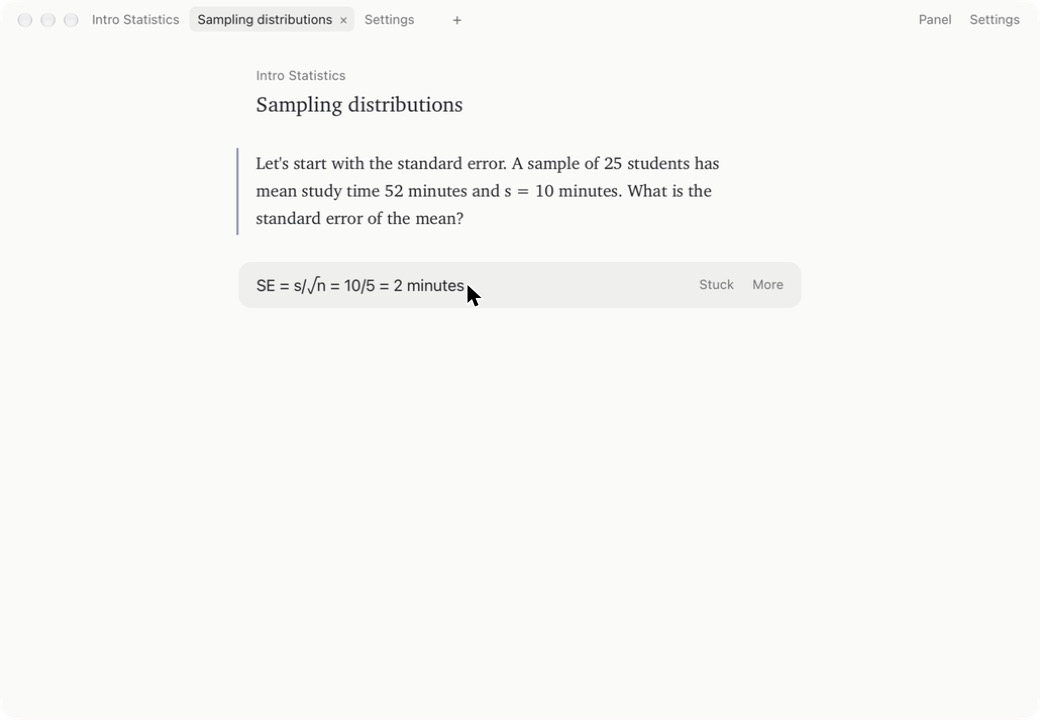 Intro Statistics Sampling distributions × Settings + Panel Settings
Intro Statistics
Sampling distributions
Let's start with the standard error. A sample of 25 students has
mean study time 52 minutes and s = 10 minutes. What is the
standard error of the mean?
SE = s/√n = 10/5 = 2 minutes Stuck More